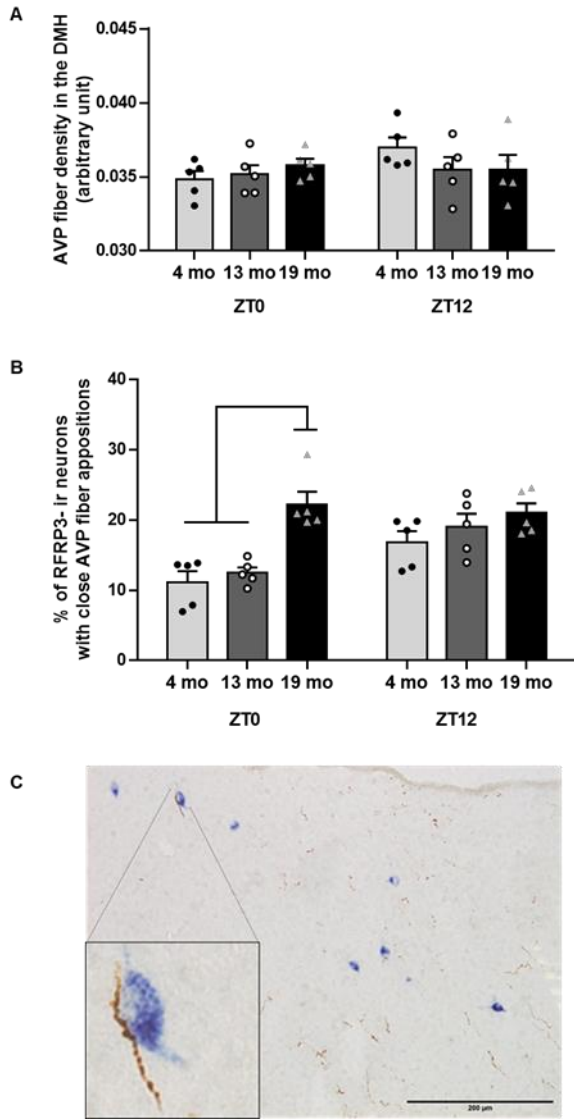 A
AVP fiber density in the DMH
(arbitrary unit)
0.045
0.040
0.035
0.030
4 mo 13 mo 19 mo 4 mo 13 mo 19 mo
ZT0 ZT12
B
% of RFRP3- ir neurons
with close AVP fiber appositions
40
30
20
10
0
4 mo 13 mo 19 mo 4 mo 13 mo 19 mo
ZT0 ZT12
C
200 μm